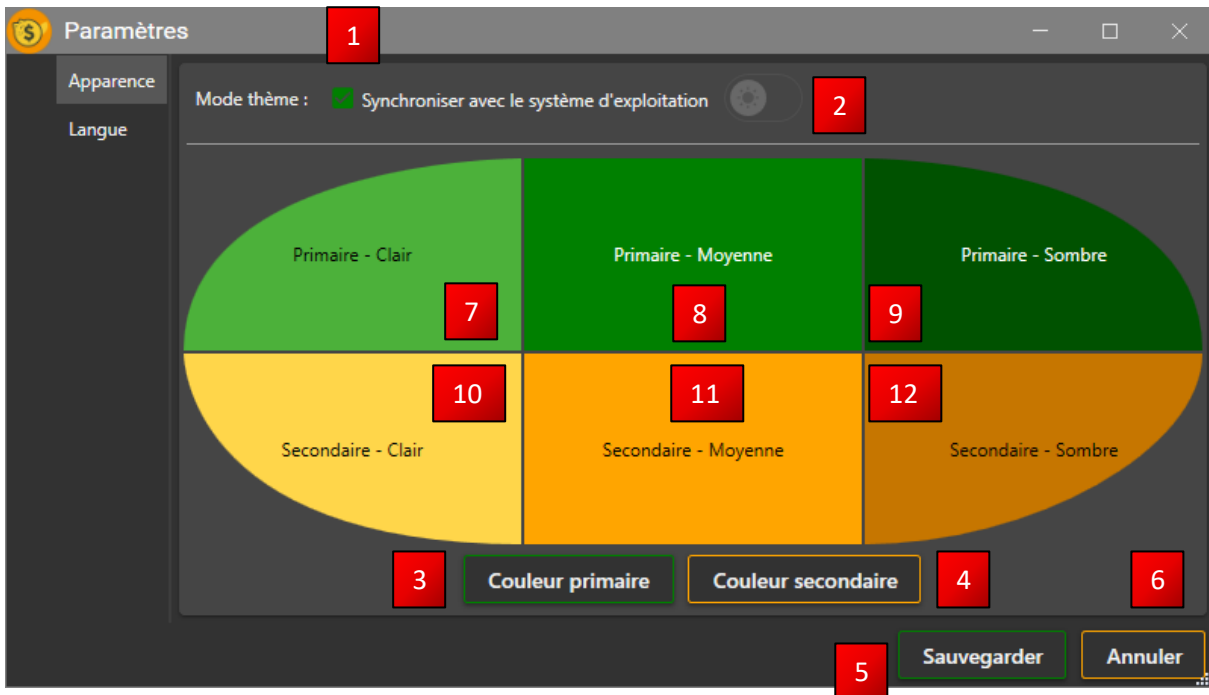 Paramètres
1
Apparence
Langue
Mode thème :
Synchroniser avec le système d'exploitation
2
Primaire - Clair
Primaire - Moyenne
Primaire - Sombre
7
8
9
10
11
12
Secondaire - Clair
Secondaire - Moyenne
Secondaire - Sombre
3
Couleur primaire
Couleur secondaire
4
6
5
Sauvegarder
Annuler